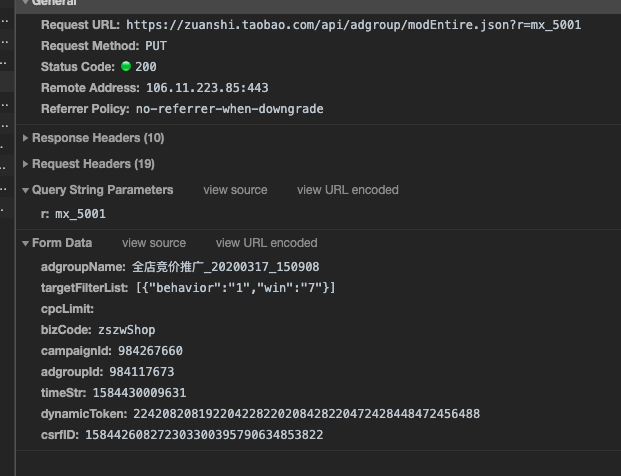 General
Request URL: https://zuanshi.taobao.com/api/adgroup/modEntire.json?r=mx_5001
Request Method: PUT
Status Code: 200
Remote Address: 106.11.223.85:443
Referrer Policy: no-referrer-when-downgrade
Response Headers (10)
Request Headers (19)
Query String Parameters view source view URL encoded
r: mx_5001
Form Data view source view URL encoded
adgroupName: 全店竞价推广_20200317_150908
targetFilterList: [{"behavior":"1","win":"7"}]
cpcLimit:
bizCode: zszwShop
campaignId: 984267660
adgroupId: 984117673
timeStr: 1584430009631
dynamicToken: 224208208192204228220208428220472428448472456488
csrfID: 1584426082723033003957906348​53822